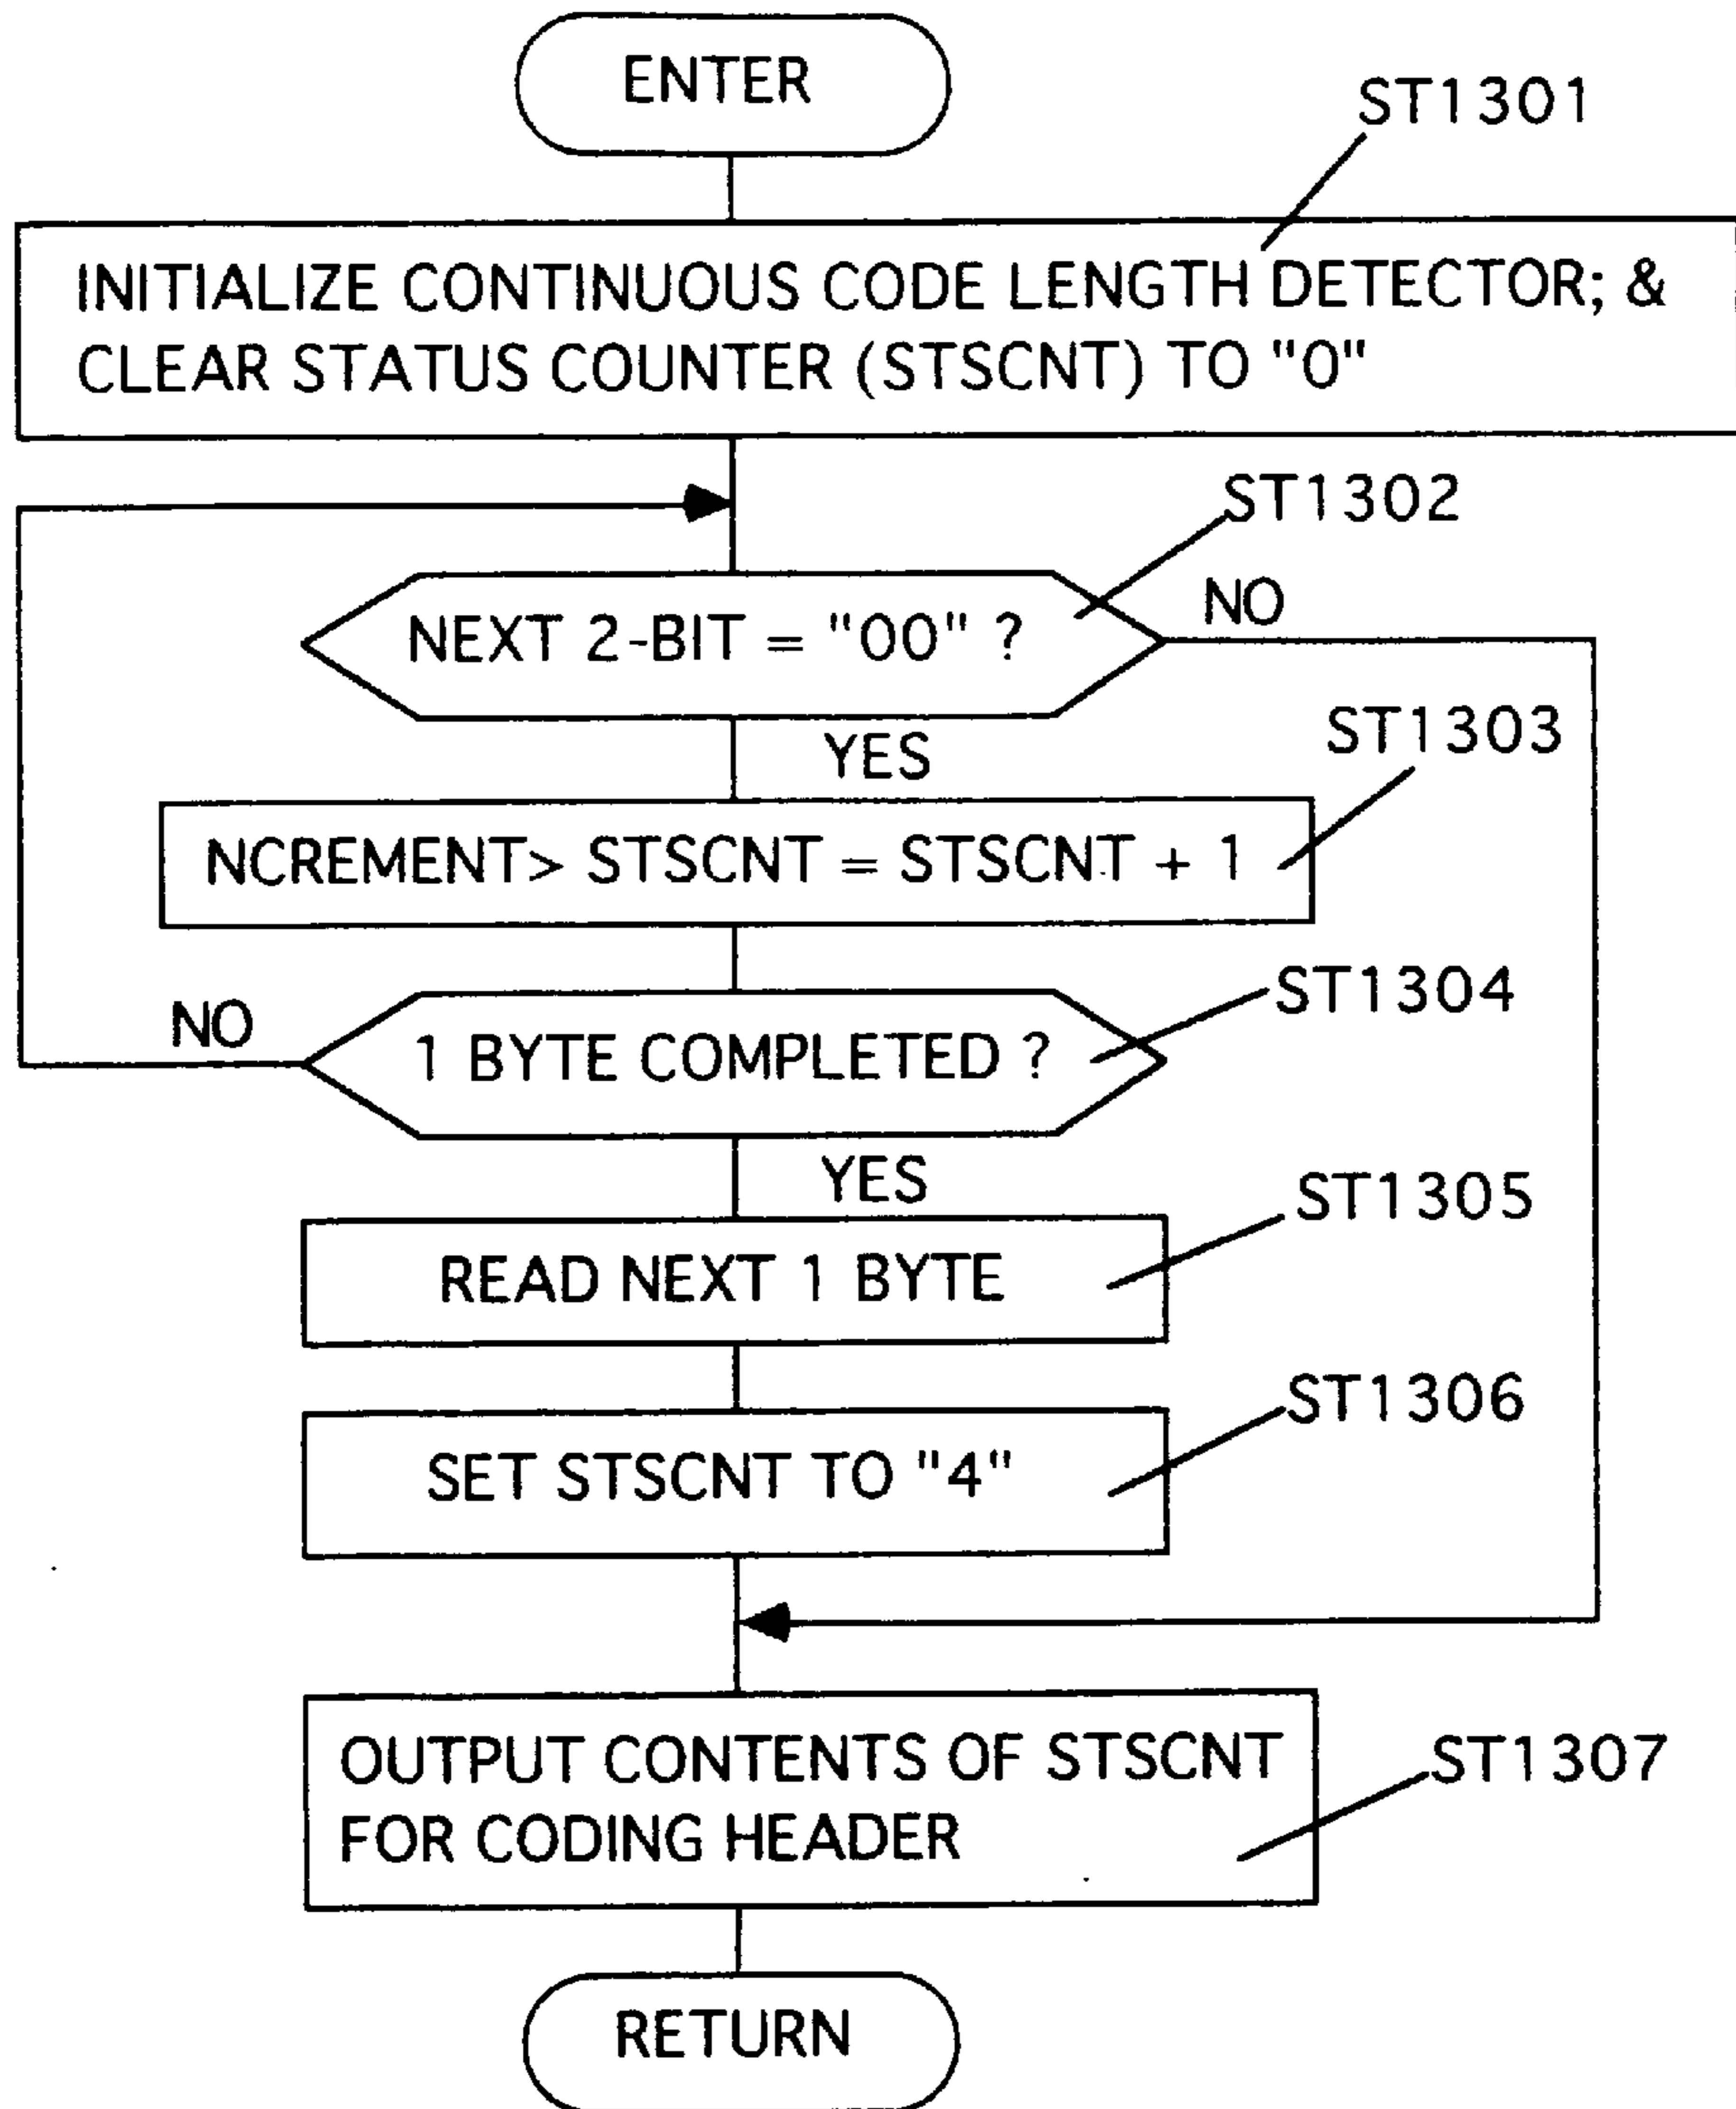 ENTER
ST1301
INITIALIZE CONTINUOUS CODE LENGTH DETECTOR; &
CLEAR STATUS COUNTER (STSCNT) TO "0"
ST1302
NEXT 2-BIT = "00" ?
NO
YES
ST1303
NCREMENT> STSCNT = STSCNT + 1
ST1304
NO
1 BYTE COMPLETED ?
YES
ST1305
READ NEXT 1 BYTE
ST1306
SET STSCNT TO "4"
OUTPUT CONTENTS OF STSCNT
FOR CODING HEADER
ST1307
RETURN